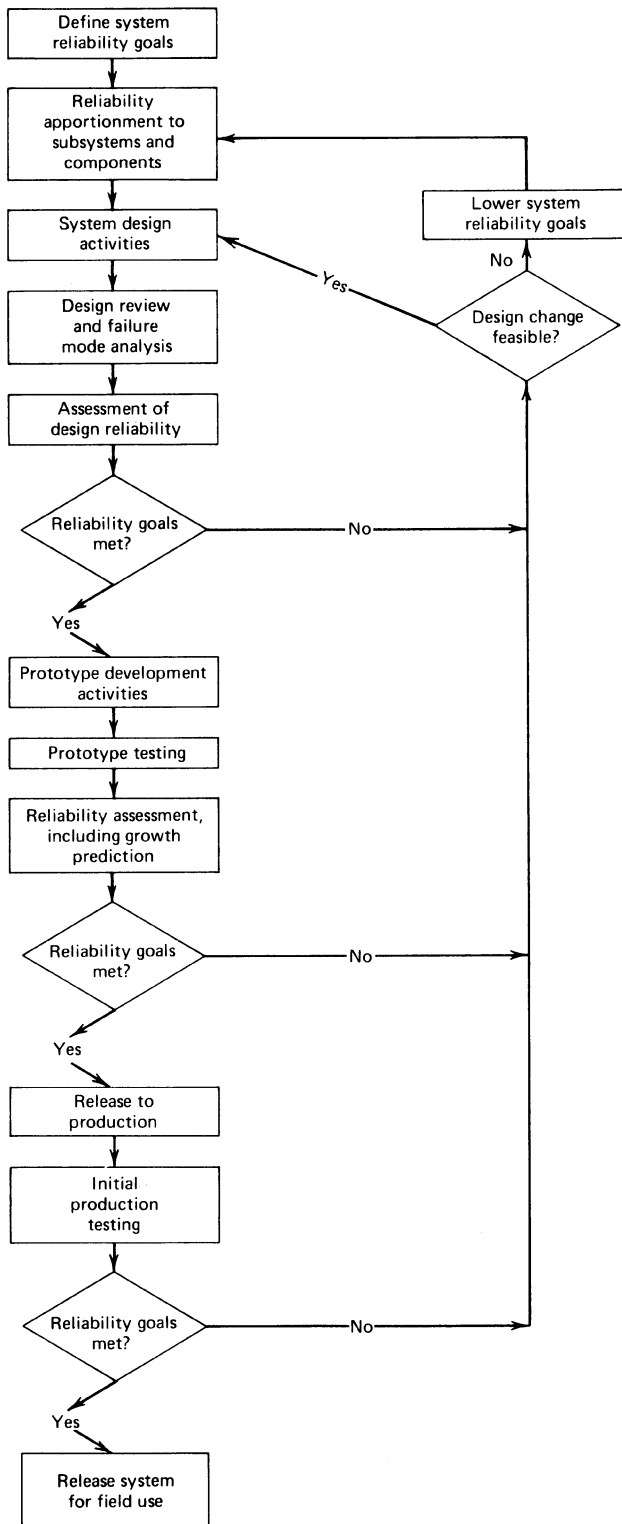 Define system
reliability goals
Reliability
apportionment to
subsystems and
components
Lower system
reliability goals
System design
activities
No
Yes
Design change
feasible?
Design review
and failure
mode analysis
Assessment of
design reliability
Reliability goals
met?
No
Yes
Prototype development
activities
Prototype testing
Reliability assessment,
including growth
prediction
Reliability goals
met?
No
Yes
Release to
production
Initial
production
testing
Reliability goals
met?
No
Yes
Release system
for field use